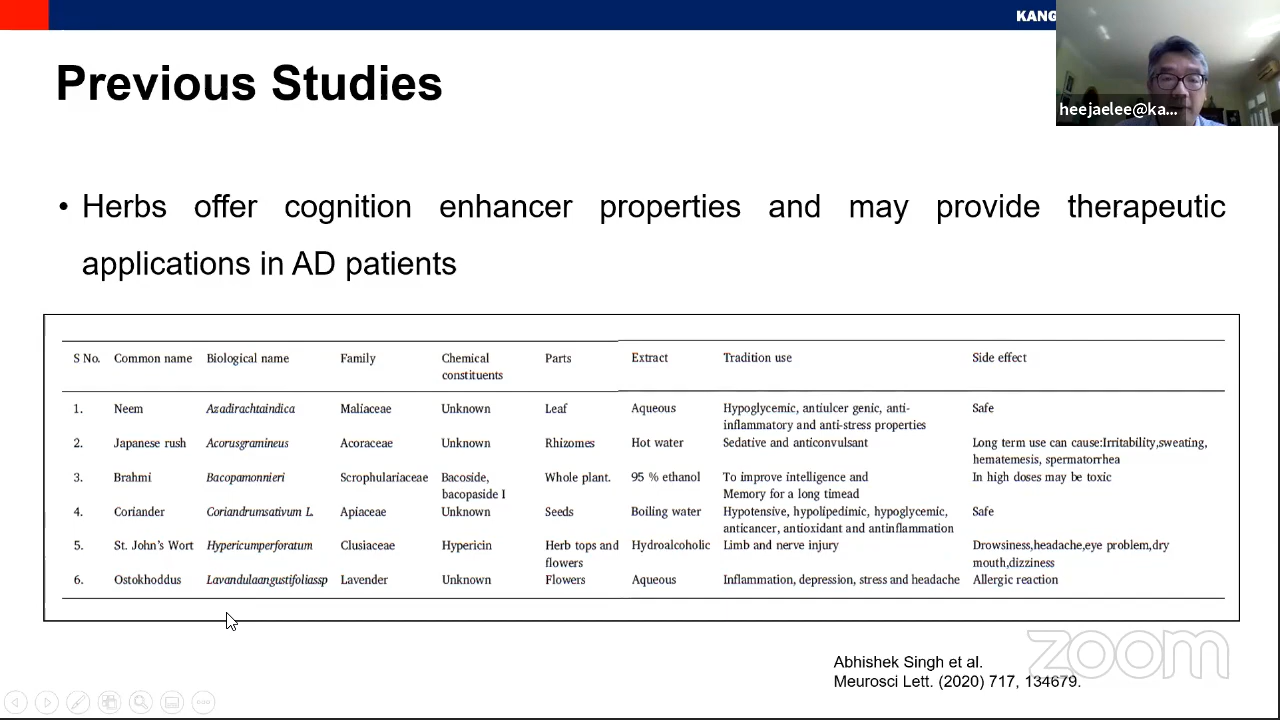 KANG
heejaelee@ka...
Previous Studies
• Herbs offer cognition enhancer properties and may provide therapeutic
applications in AD patients
S No. Common name Biological name Family Chemical constituents Parts Extract Tradition use Side effect
1. Neem Azadirachtaindica Maliaceae Unknown Leaf Aqueous Hypoglycemic, antiulcer genic, anti-inflammatory and anti-stress properties Safe
2. Japanese rush Acorusgramineus Acoraceae Unknown Rhizomes Hot water Sedative and anticonvulsant Long term use can cause:Irritability,sweating, hematemesis, spermatorrhea
3. Brahmi Bacopamonnieri Scrophulariaceae Bacoside, bacopaside I Whole plant. 95 % ethanol To improve intelligence and Memory for a long timead In high doses may be toxic
4. Coriander Coriandrumsativum L. Apiaceae Unknown Seeds Boiling water Hypotensive, hypolipedimic, hypoglycemic, anticancer, antioxidant and antinflammation Safe
5. St. John's Wort Hypericumperforatum Clusiaceae Hypericin Herb tops and flowers Hydroalcoholic Limb and nerve injury Drowsiness,headache,eye problem,dry mouth,dizziness
6. Ostokhoddus Lavandulaangustifoliassp Lavender Unknown Flowers Aqueous Inflammation, depression, stress and headache Allergic reaction
Abhishek Singh et al.
Meurosci Lett. (2020) 717, 134679.
zoom